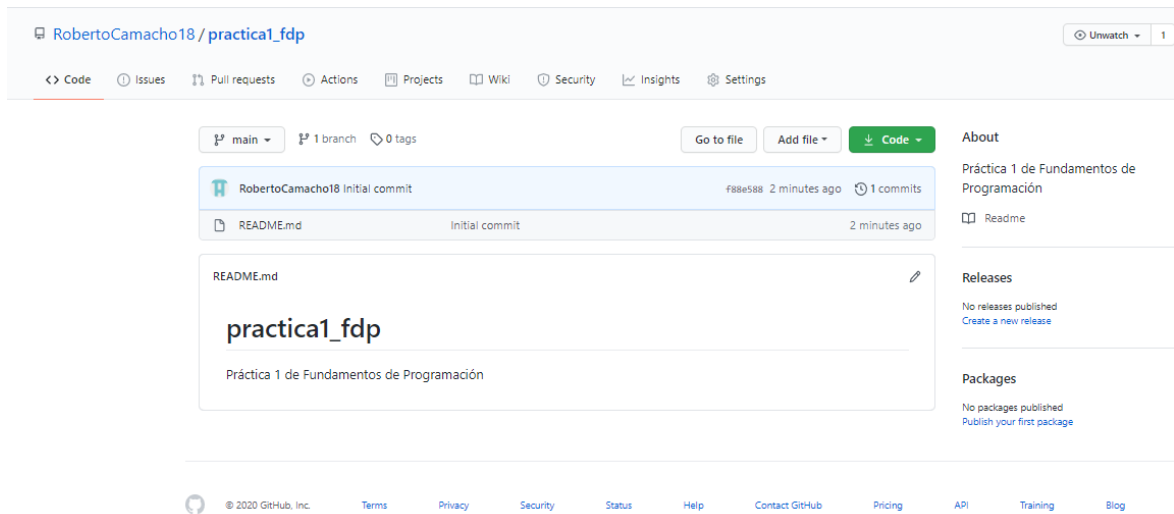 RobertoCamacho18 / practica1_fdp
Unwatch 1
Code Issues Pull requests Actions Projects Wiki Security Insights Settings
main 1 branch 0 tags Go to file Add file Code
RobertoCamacho18 Initial commit f88e588 2 minutes ago 1 commits
README.md Initial commit 2 minutes ago
README.md
practica1_fdp
Práctica 1 de Fundamentos de Programación
About
Práctica 1 de Fundamentos de
Programación
Readme
Releases
No releases published
Create a new release
Packages
No packages published
Publish your first package
© 2020 GitHub, Inc. Terms Privacy Security Status Help Contact GitHub Pricing API Training Blog